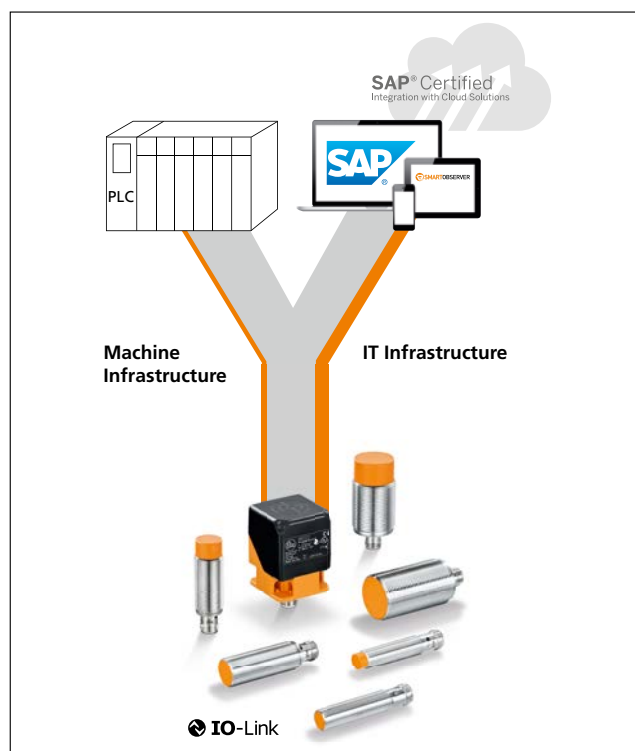 SAP® Certified
Integration with Cloud Solutions
PLC
SAP
®
SMARTOBSERVER
Machine
Infrastructure
IT Infrastructure
IO-Link